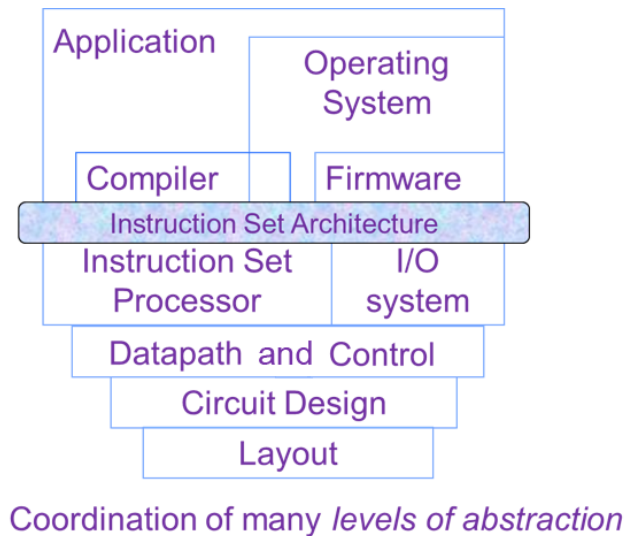 Application
Operating
System
Compiler
Firmware
Instruction Set Architecture
Instruction Set
Processor
I/O
system
Datapath and Control
Circuit Design
Layout
Coordination of many levels of abstraction